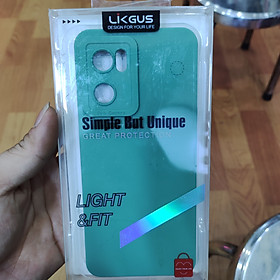 LIKGUS
DESIGN FOR YOUR LIFE
Simple But Unique
GREAT PROTECT
LIGHT
&FIT